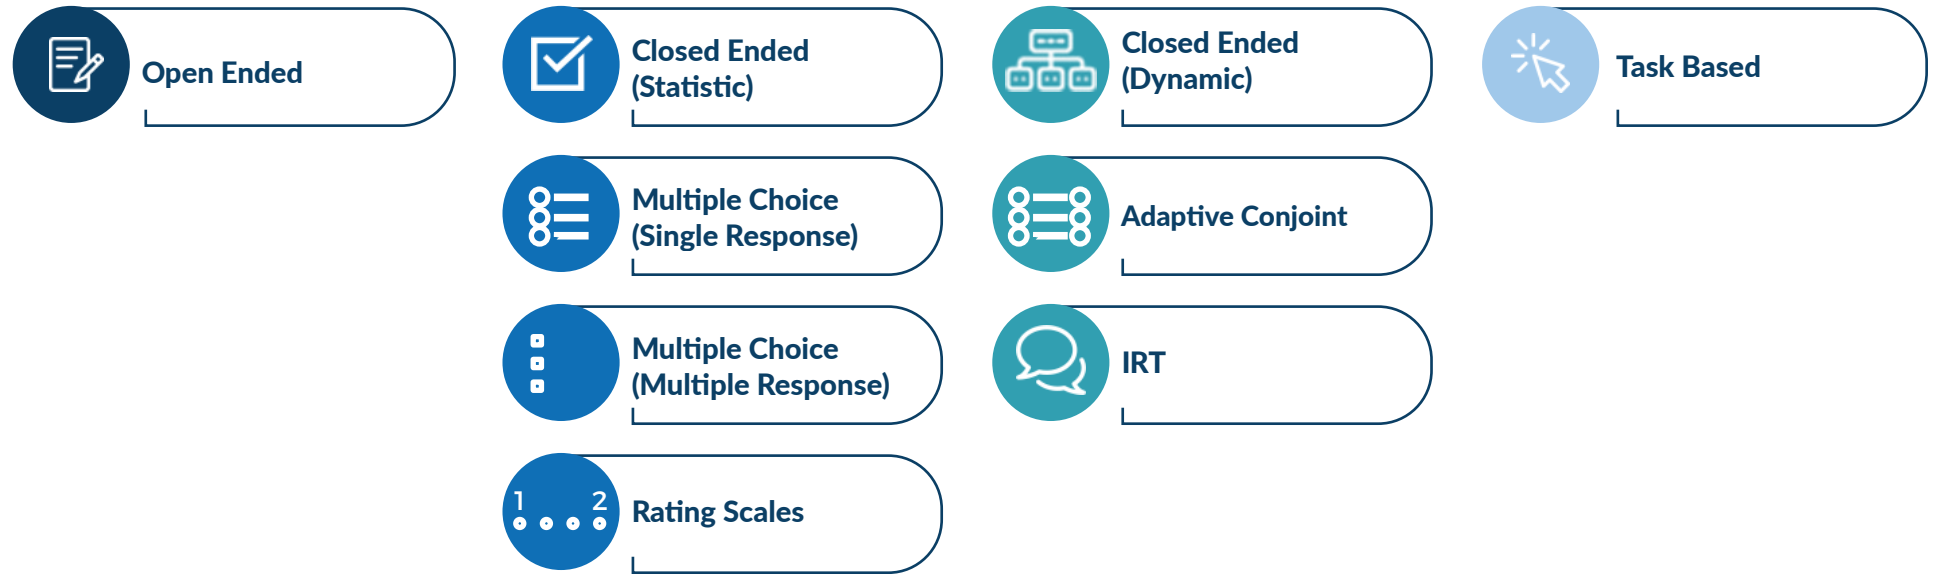 Open Ended
Closed Ended
(Statistic)
Closed Ended
(Dynamic)
Task Based
Multiple Choice
(Single Response)
Adaptive Conjoint
Multiple Choice
(Multiple Response)
IRT
1 2
Rating Scales